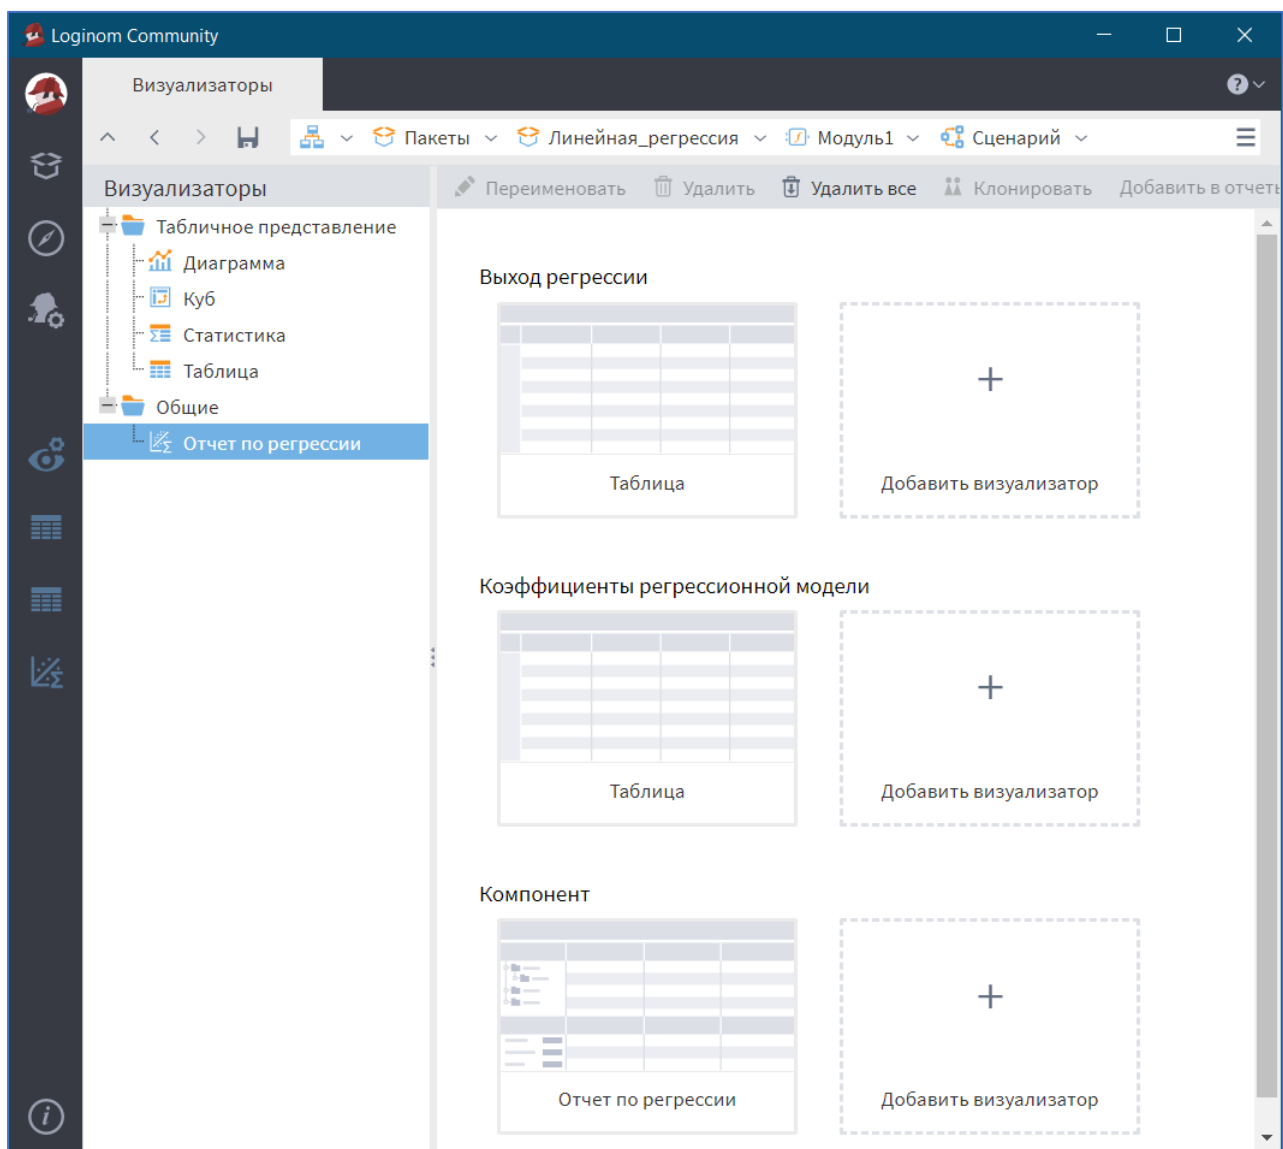 Loginom Community
Визуализаторы
Пакеты Линейная_регрессия Модуль1 Сценарий
Визуализаторы
Переименовать Удалить Удалить все Клонировать Добавить в отчеть
Табличное представление
Диаграмма
Куб
Статистика
Таблица
Общие
Отчет по регрессии
Выход регрессии
Таблица
Добавить визуализатор
Коэффициенты регрессионной модели
Таблица
Добавить визуализатор
Компонент
Отчет по регрессии
Добавить визуализатор